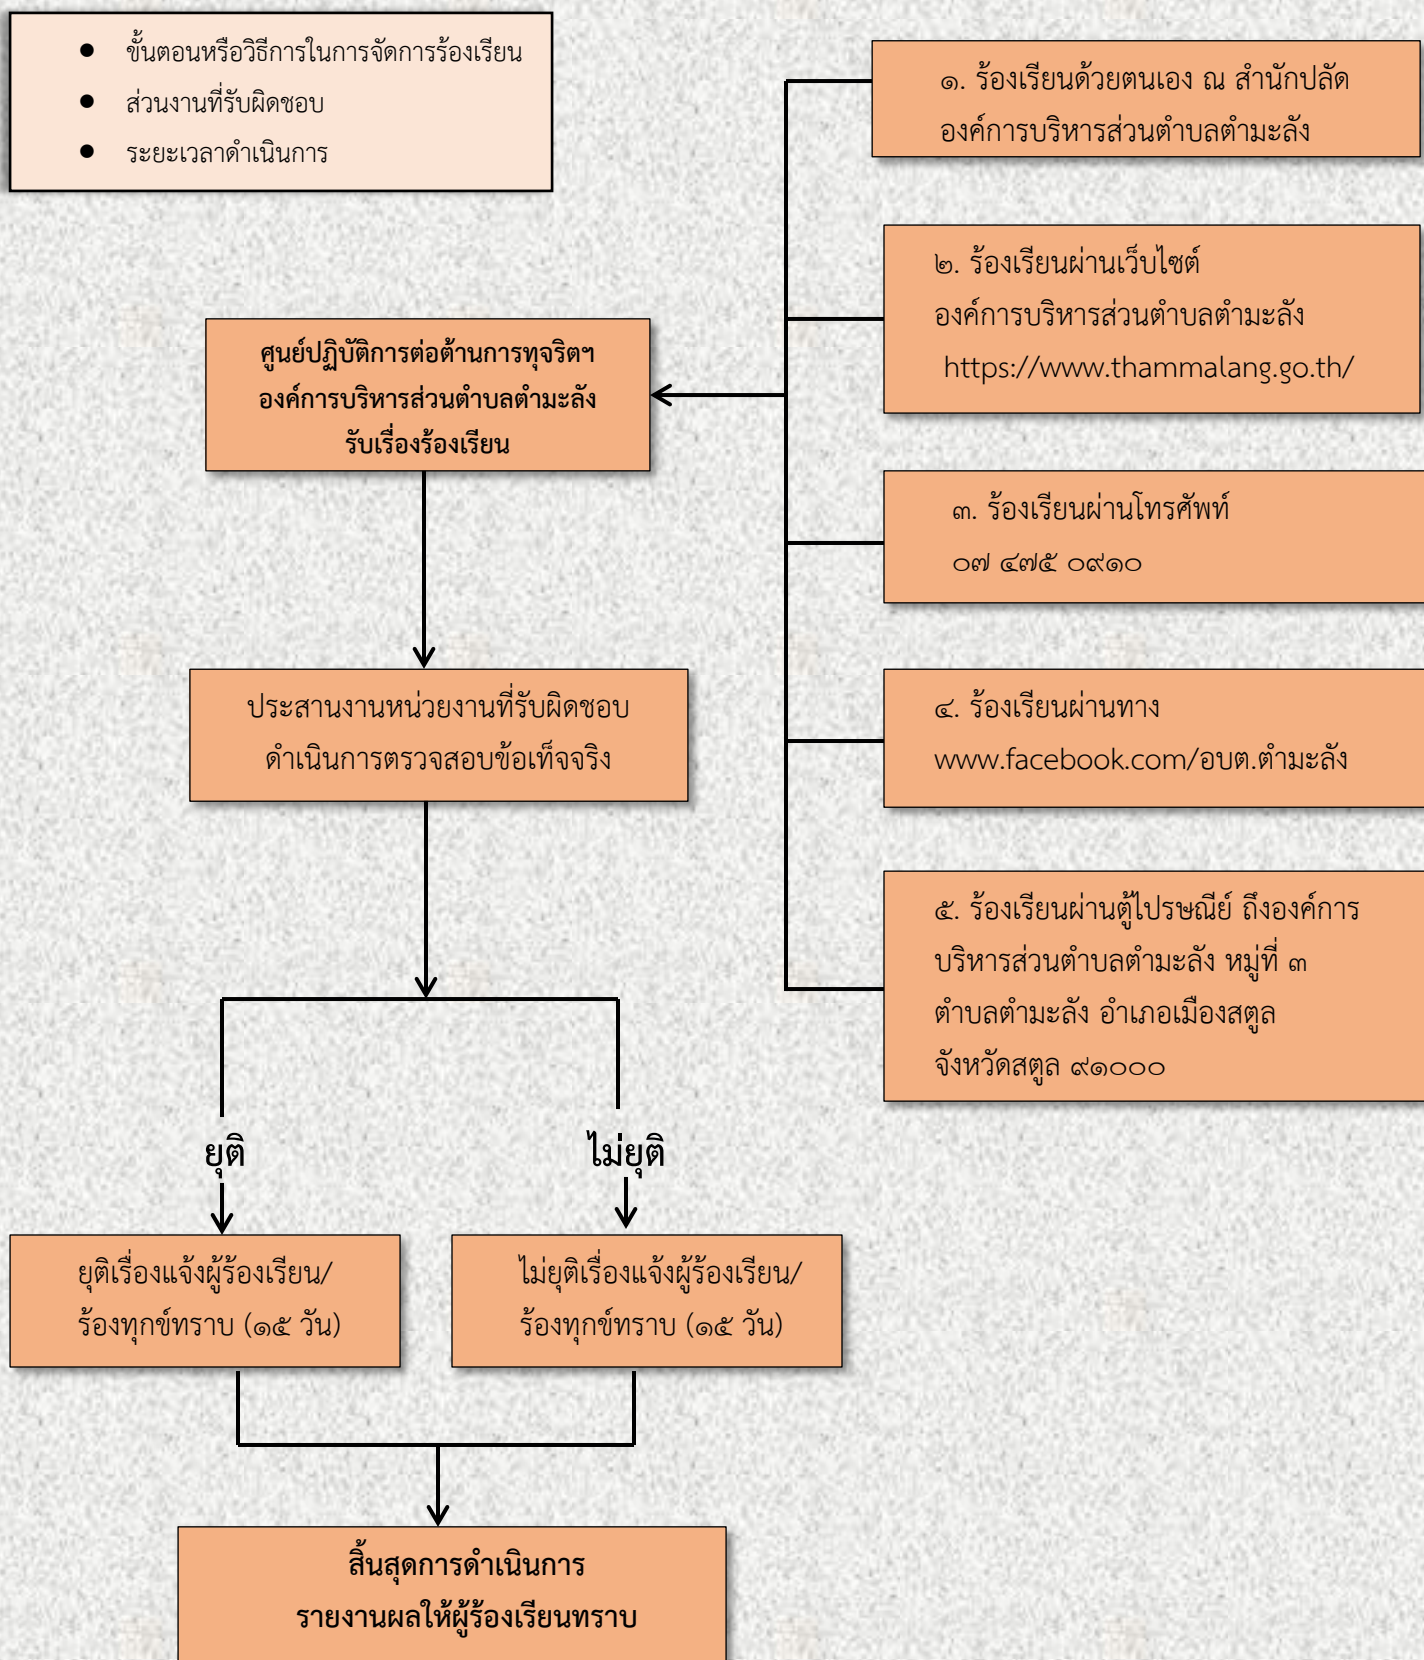 ● ขั้นตอนหรือวิธีการในการจัดการร้องเรียน
● ส่วนงานที่รับผิดชอบ
● ระยะเวลาดำเนินการ
๑. ร้องเรียนด้วยตนเอง ณ สำนักปลัด
องค์การบริหารส่วนตำบลตำมะลัง
๒. ร้องเรียนผ่านเว็บไซต์
องค์การบริหารส่วนตำบลตำมะลัง
https://www.thammalang.go.th/
ศูนย์ปฏิบัติการต่อต้านการทุจริตฯ
องค์การบริหารส่วนตำบลตำมะลัง
รับเรื่องร้องเรียน
๓. ร้องเรียนผ่านโทรศัพท์
๐๗ ๔๗๕ ๐๙๑๐
ประสานงานหน่วยงานที่รับผิดชอบ
ดำเนินการตรวจสอบข้อเท็จจริง
๔. ร้องเรียนผ่านทาง
www.facebook.com/อบต.ตำมะลัง
๕. ร้องเรียนผ่านตู้ไปรษณีย์ ถึงองค์การ
บริหารส่วนตำบลตำมะลัง หมู่ที่ ๓
ตำบลตำมะลัง อำเภอเมืองสตูล
จังหวัดสตูล ๙๑๐๐๐
ยุติ
ไม่ยุติ
ยุติเรื่องแจ้งผู้ร้องเรียน/
ร้องทุกข์ทราบ (๑๕ วัน)
ไม่ยุติเรื่องแจ้งผู้ร้องเรียน/
ร้องทุกข์ทราบ (๑๕ วัน)
สิ้นสุดการดำเนินการ
รายงานผลให้ผู้ร้องเรียนทราบ